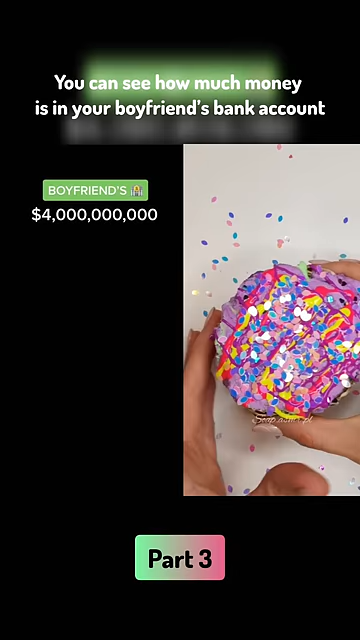 You can see how much money
is in your boyfriend's bank account
BOYFRIEND'S 🏦
$4,000,000,000
Part 3